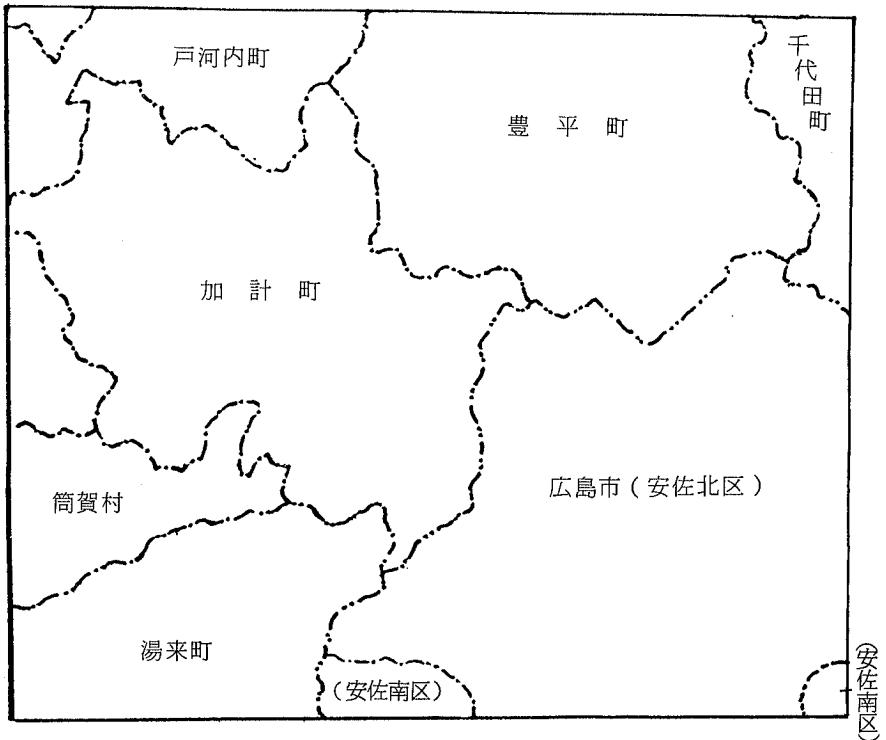 戸河内町
千代田町
豊平町
加計町
広島市(安佐北区)
筒賀村
湯来町
(安佐南区)
(安佐南区)